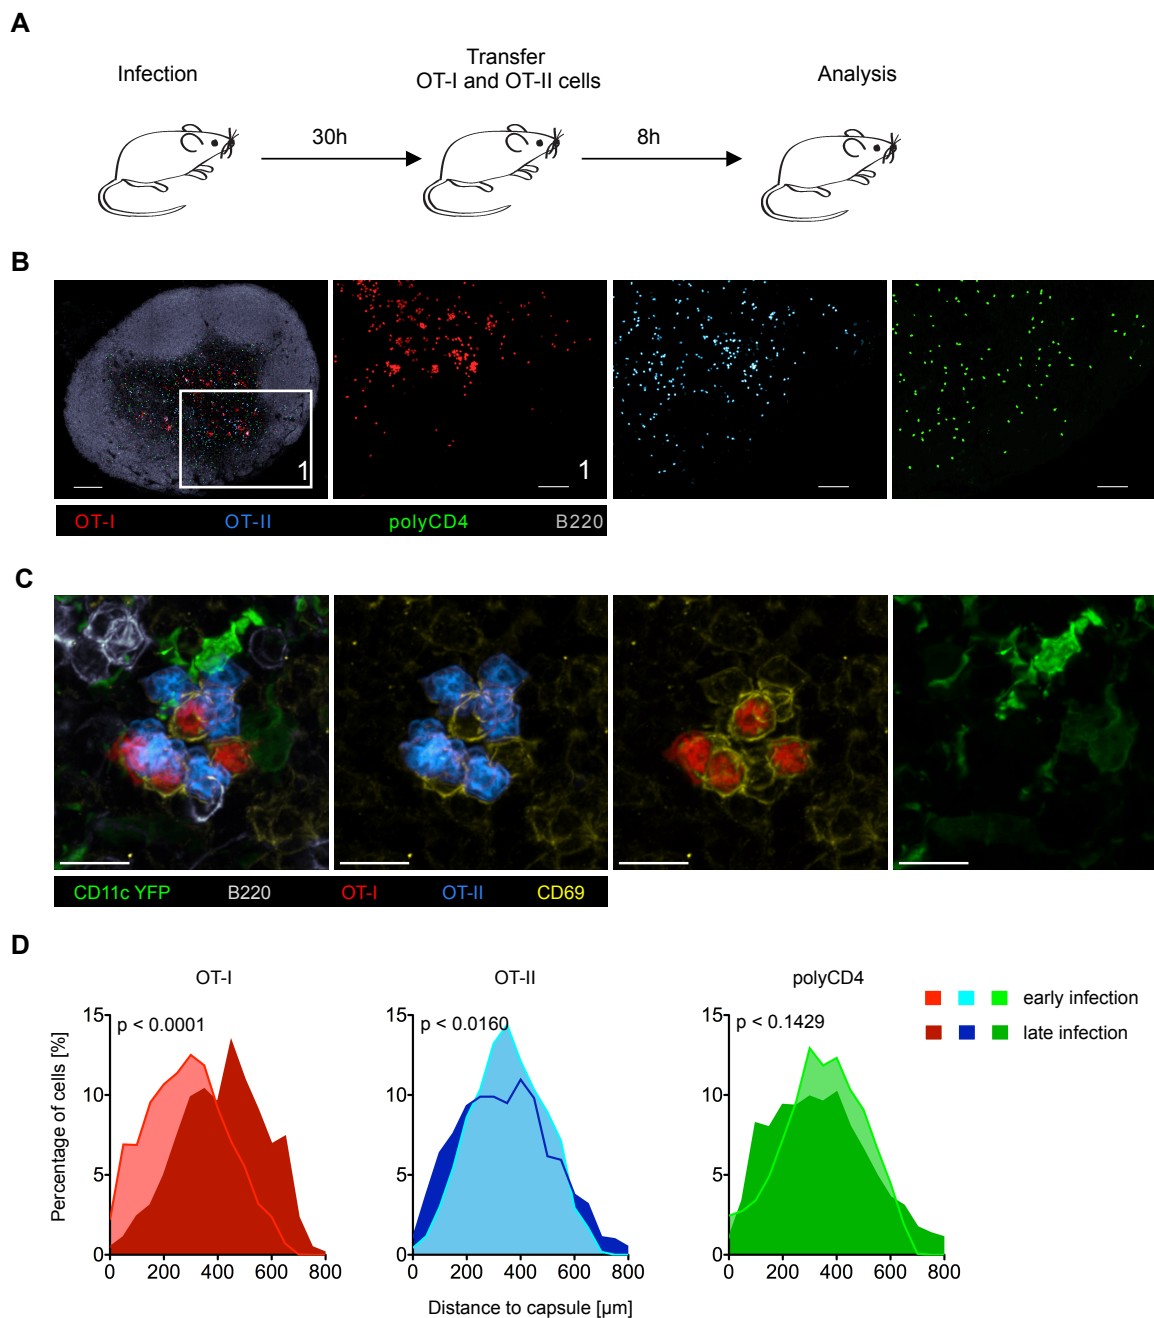 A
Infection
Transfer
OT-I and OT-II cells
Analysis
30h
8h
B
1
1
OT-I OT-II polyCD4 B220
C
CD11c YFP B220 OT-I OT-II CD69
D
OT-I
OT-II
polyCD4
early infection
late infection
Percentage of cells [%]
15
10
5
0
p < 0.0001
0 200 400 600 800
15
10
5
0
p < 0.0160
0 200 400 600 800
15
10
5
0
p < 0.1429
0 200 400 600 800
Distance to capsule [µm]